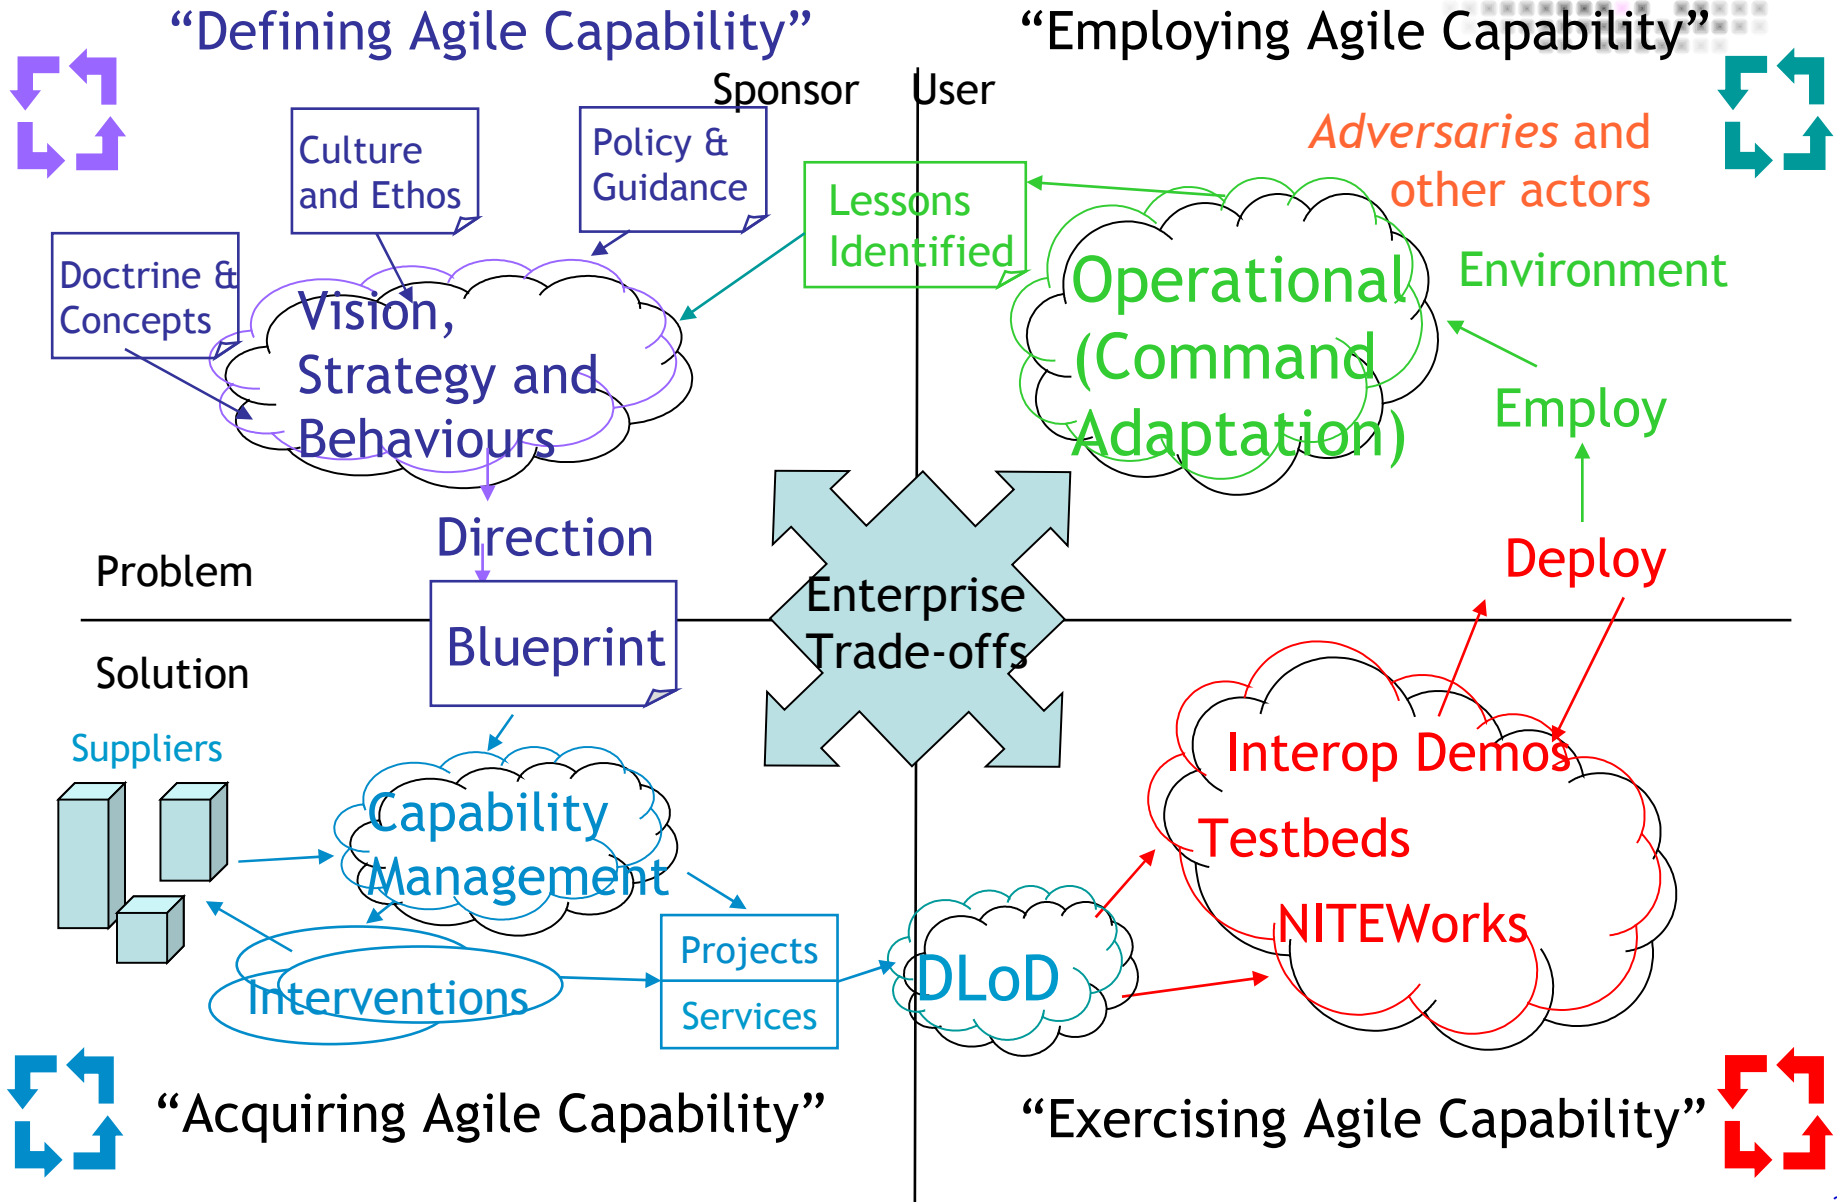 “Defining Agile Capability”
“Employing Agile Capability”
Sponsor
User
Culture
and Ethos
Policy &
Guidance
Doctrine &
Concepts
Lessons
Identified
Adversaries and
other actors
Environment
Vision,
Strategy and
Behaviours
Operational
(Command
Adaptation)
Employ
Direction
Deploy
Problem
Enterprise
Trade-offs
Blueprint
Solution
Suppliers
Capability
Management
Interop Demos
Testbeds
NITEWorks
Interventions
Projects
Services
DLoD
“Acquiring Agile Capability”
“Exercising Agile Capability”